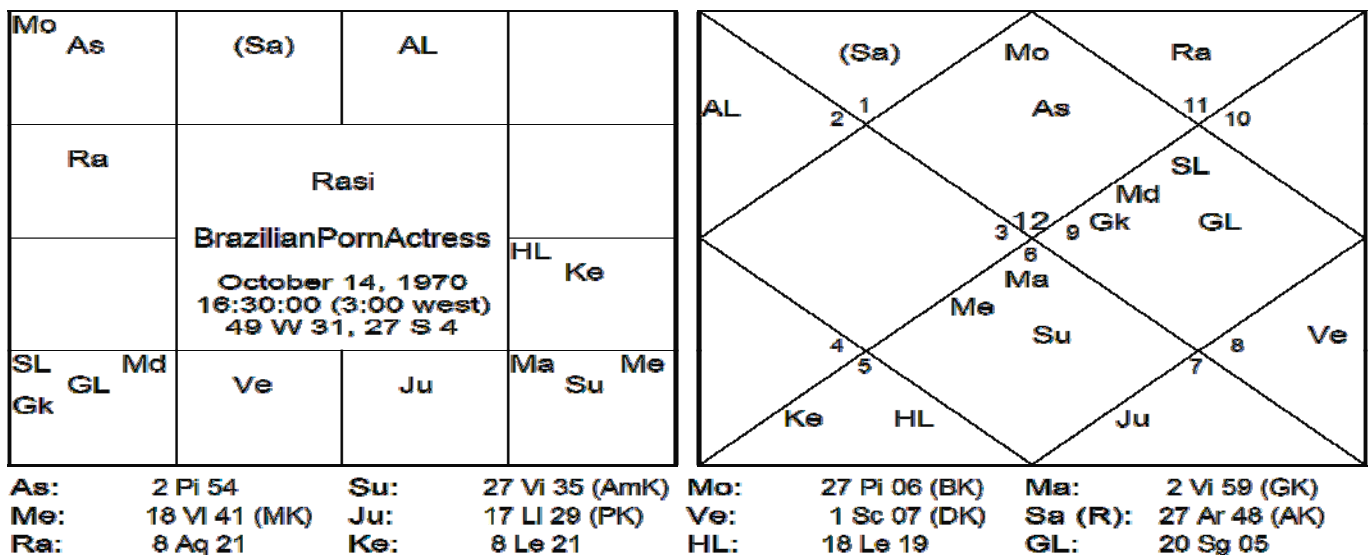 Mo
As
(Sa)
AL
Ra
Rasi
BrazilianPornActress
October 14, 1970
16:30:00 (3:00 west)
49 W 31, 27 S 4
HL
Ke
SL
Md
GL
Gk
Ve
Ju
Ma
Me
Su
(Sa)
Mo
Ra
AL
1
2
As
11
10
SL
Md
12
3
9
Gk
GL
6
Ma
Me
Su
4
5
8
7
Ve
Ke
HL
Ju
As: 2 Pi 54 Su: 27 Vi 35 (AmK) Mo: 27 Pi 06 (BK) Ma: 2 Vi 59 (GK)
Me: 18 Vi 41 (MK) Ju: 17 Li 29 (PK) Ve: 1 Sc 07 (DK) Sa (R): 27 Ar 48 (AK)
Ra: 8 Aq 21 Ke: 8 Le 21 HL: 18 Le 19 GL: 20 Sg 05